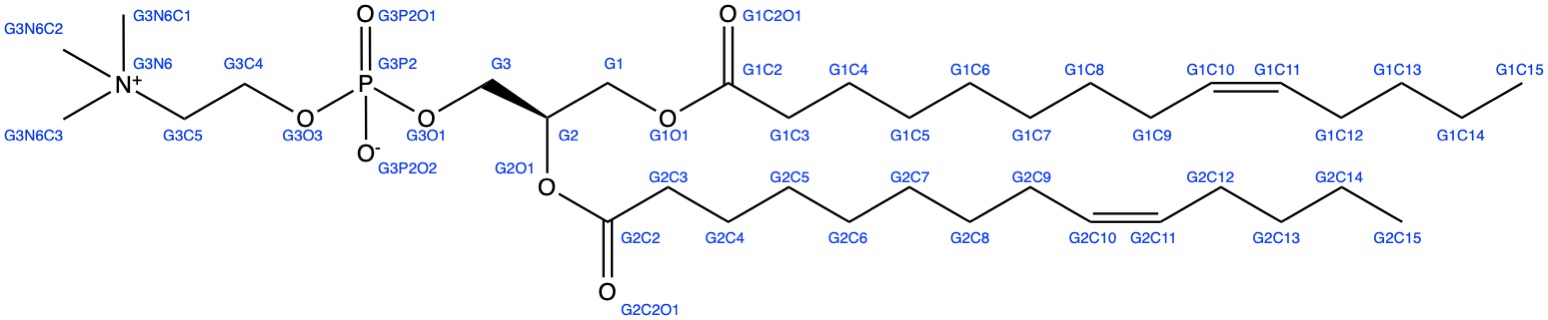 G3N6C1
O G3P2O1
O G1C2O1
G3N6C2
G3N6
G3C4
G3P2
G3
G1
G1C2
G1C4
G1C6
G1C8
G1C10
G1C11
G1C13
G1C15
N+
P
G3N6C3
G3C5
O
G3O3
O
G3O1
G2
O
G1O1
G1C3
G1C5
G1C7
G1C9
G1C12
G1C14
O-
G3P2O2
G2O1
O
G2C3
G2C5
G2C7
G2C9
G2C12
G2C14
G2C2
G2C4
G2C6
G2C8
G2C10
G2C11
G2C13
G2C15
O
G2C2O1